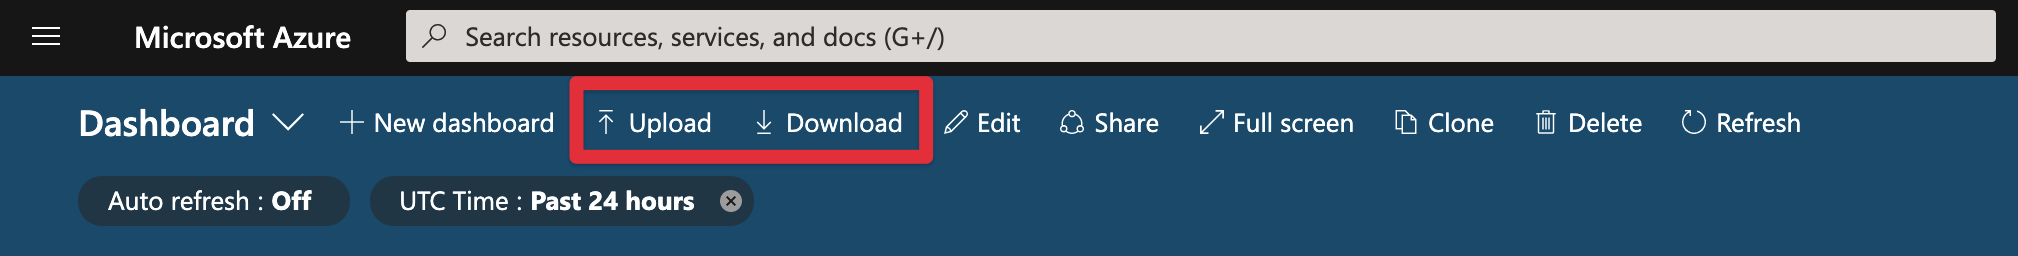 Microsoft Azure Search resources, services, and docs (G+/)
Dashboard New dashboard Upload Download Edit Share Full screen Clone Delete Refresh
Auto refresh : Off UTC Time : Past 24 hours